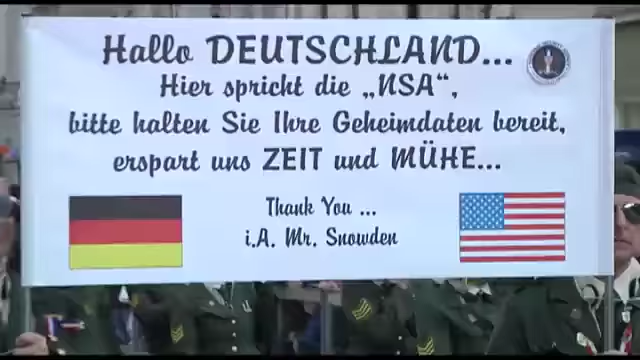 Hallo DEUTSCHLAND...
Hier spricht die „NSA“,
bitte halten Sie Ihre Geheimdaten bereit,
erspart uns ZEIT und MÜHE...
Thank You ...
i.A. Mr. Snowden